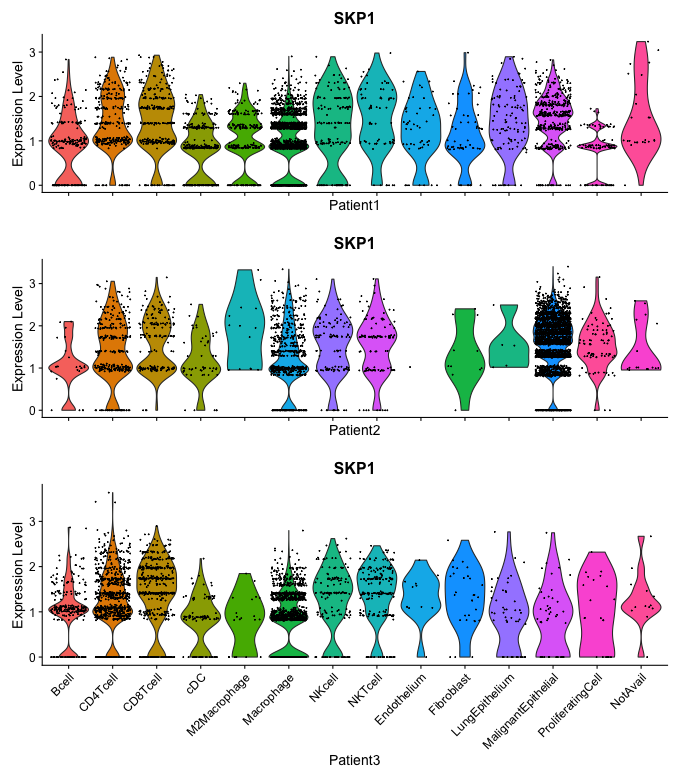 SKP1
Expression Level
3
2
1
0
Patient1
SKP1
Expression Level
3
2
1
0
Patient2
SKP1
Expression Level
3
2
1
0
Bcell
CD4Tcell
CD8Tcell
cDC
M2Macrophage
Macrophage
NKcell
NKTcell
Endothelium
Fibroblast
LungEpithelium
MalignantEpithelial
ProliferatingCell
NotAvail
Patient3